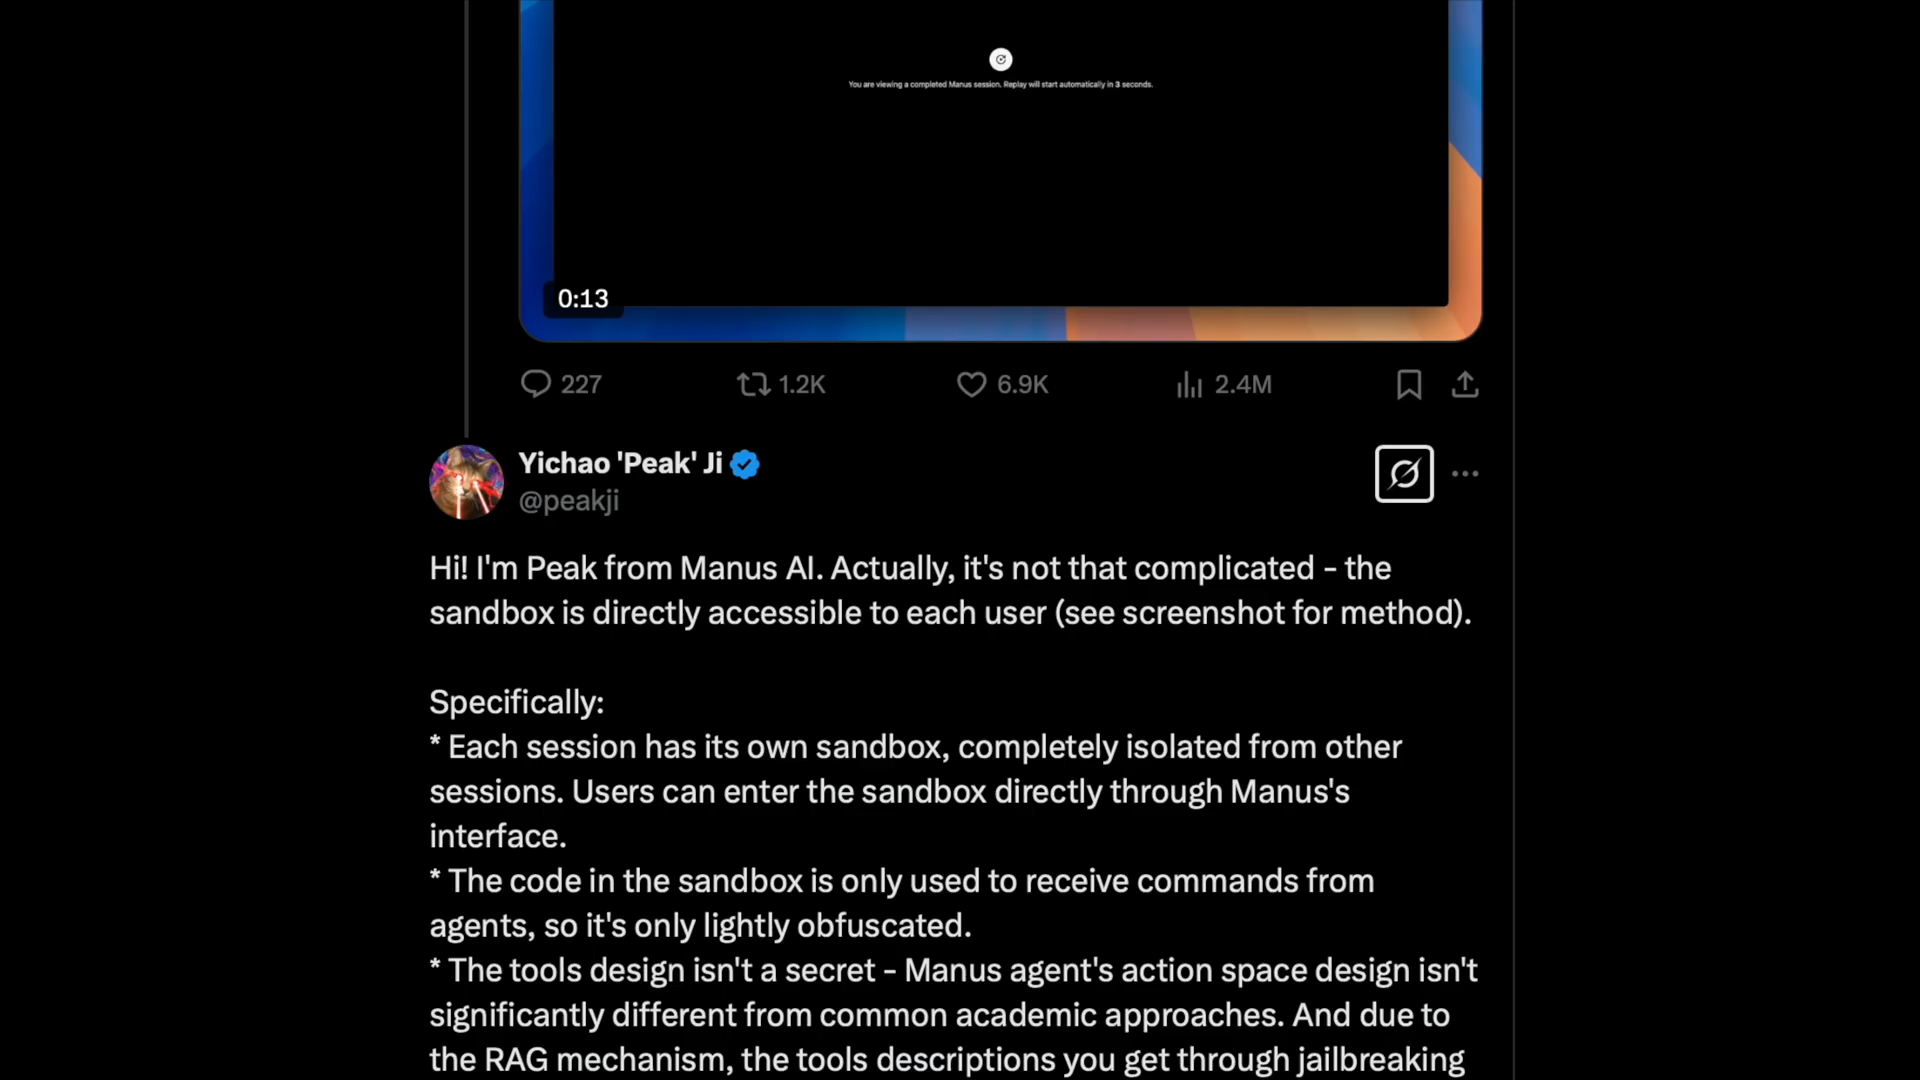 You are viewing a completed Manus session. Replay will start automatically in 3 seconds.
0:13
227 1.2K 6.9K 2.4M
Yichao 'Peak' Ji
@peakji
Hi! I'm Peak from Manus AI. Actually, it's not that complicated - the
sandbox is directly accessible to each user (see screenshot for method).
Specifically:
* Each session has its own sandbox, completely isolated from other
sessions. Users can enter the sandbox directly through Manus's
interface.
* The code in the sandbox is only used to receive commands from
agents, so it's only lightly obfuscated.
* The tools design isn't a secret - Manus agent's action space design isn't
significantly different from common academic approaches. And due to
the RAG mechanism, the tools descriptions you get through jailbreaking